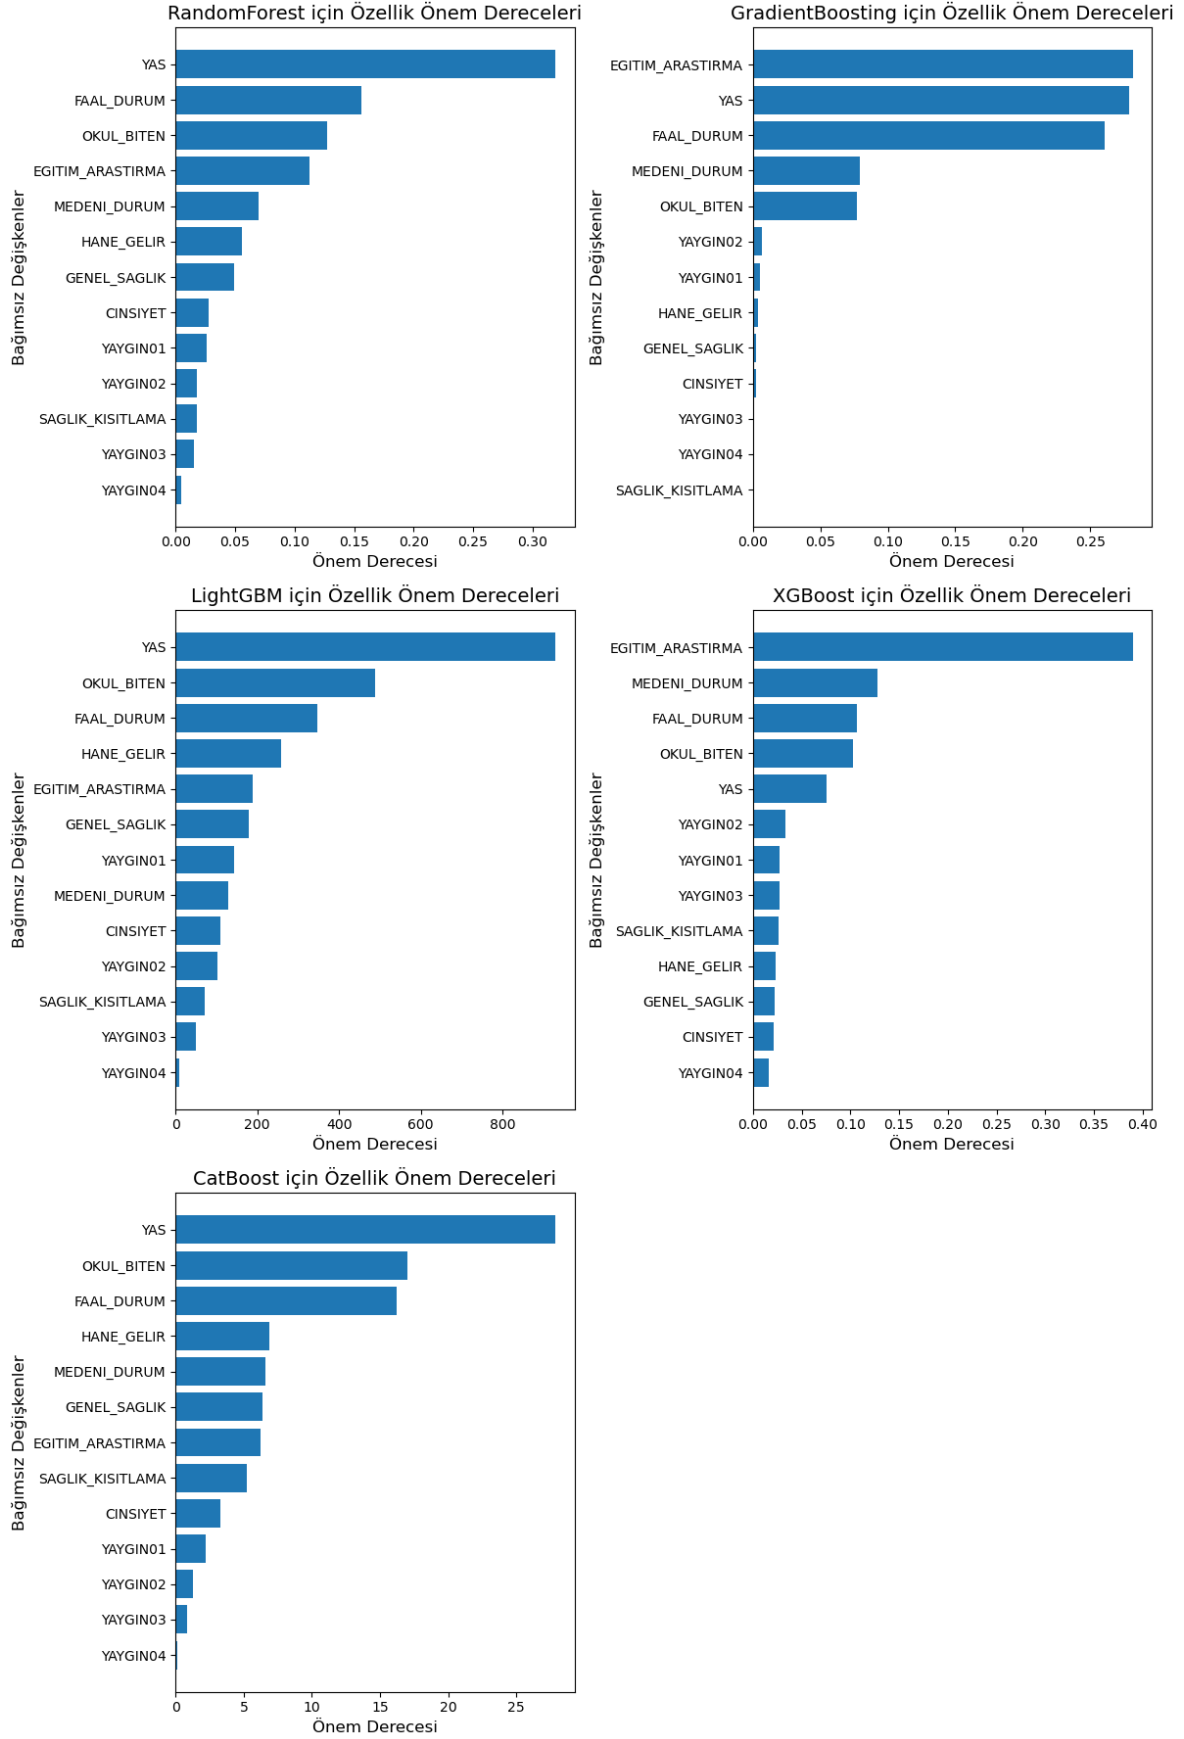 RandomForest için Özellik Önem Dereceleri
Bağımsız Değişkenler
YAS
FAAL_DURUM
OKUL_BITEN
EGITIM_ARASTIRMA
MEDENI_DURUM
HANE_GELIR
GENEL_SAGLIK
CINSIYET
YAYGIN01
YAYGIN02
SAGLIK_KISITLAMA
YAYGIN03
YAYGIN04
0.00 0.05 0.10 0.15 0.20 0.25 0.30
Önem Derecesi
GradientBoosting için Özellik Önem Dereceleri
Bağımsız Değişkenler
EGITIM_ARASTIRMA
YAS
FAAL_DURUM
MEDENI_DURUM
OKUL_BITEN
YAYGIN02
YAYGIN01
HANE_GELIR
GENEL_SAGLIK
CINSIYET
YAYGIN03
YAYGIN04
SAGLIK_KISITLAMA
0.00 0.05 0.10 0.15 0.20 0.25
Önem Derecesi
LightGBM için Özellik Önem Dereceleri
Bağımsız Değişkenler
YAS
OKUL_BITEN
FAAL_DURUM
HANE_GELIR
EGITIM_ARASTIRMA
GENEL_SAGLIK
YAYGIN01
MEDENI_DURUM
CINSIYET
YAYGIN02
SAGLIK_KISITLAMA
YAYGIN03
YAYGIN04
0 200 400 600 800
Önem Derecesi
XGBoost için Özellik Önem Dereceleri
Bağımsız Değişkenler
EGITIM_ARASTIRMA
MEDENI_DURUM
FAAL_DURUM
OKUL_BITEN
YAS
YAYGIN02
YAYGIN01
YAYGIN03
SAGLIK_KISITLAMA
HANE_GELIR
GENEL_SAGLIK
CINSIYET
YAYGIN04
0.00 0.05 0.10 0.15 0.20 0.25 0.30 0.35 0.40
Önem Derecesi
CatBoost için Özellik Önem Dereceleri
Bağımsız Değişkenler
YAS
OKUL_BITEN
FAAL_DURUM
HANE_GELIR
MEDENI_DURUM
GENEL_SAGLIK
EGITIM_ARASTIRMA
SAGLIK_KISITLAMA
CINSIYET
YAYGIN01
YAYGIN02
YAYGIN03
YAYGIN04
0 5 10 15 20 25
Önem Derecesi